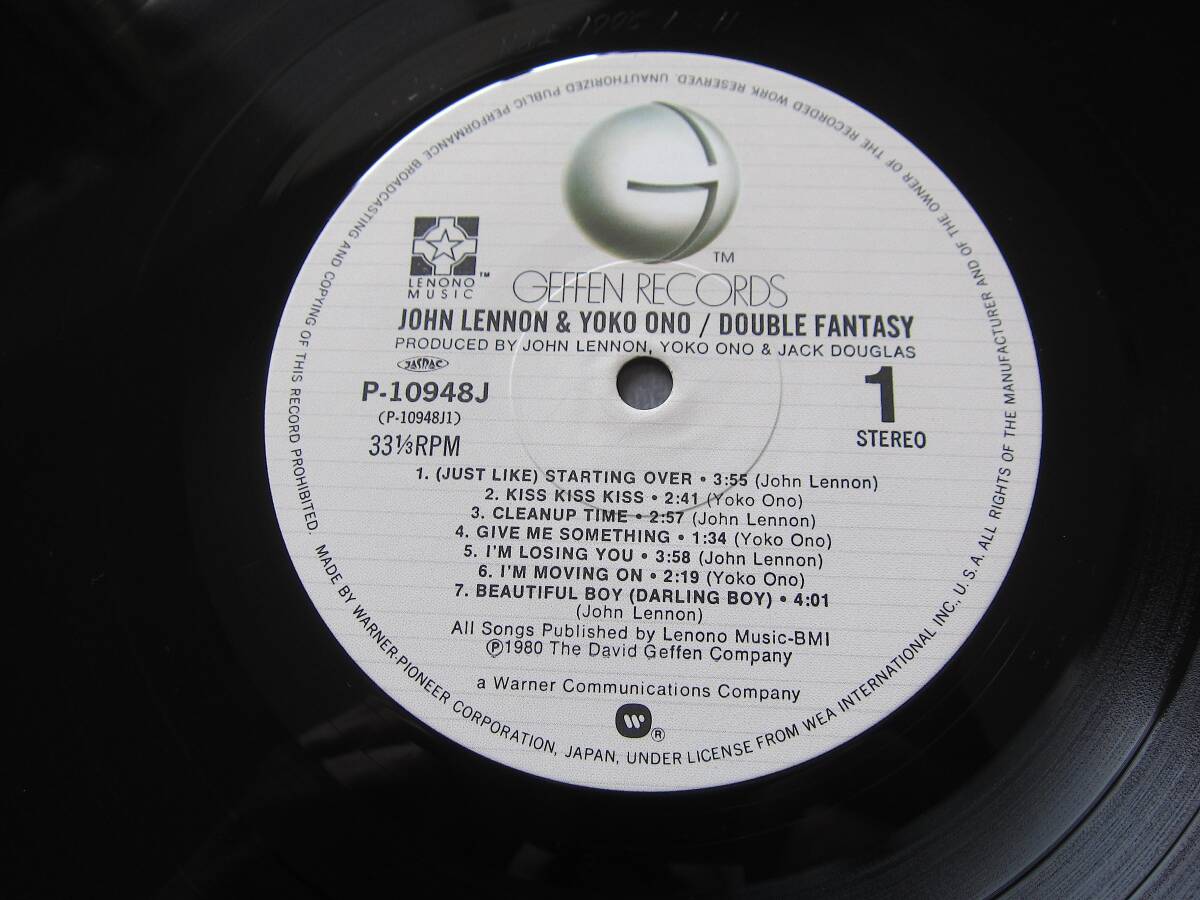 LENONO
MUSIC
™
TM
GEFFEN RECORDS
JOHN LENNON & YOKO ONO / DOUBLE FANTASY
PRODUCED BY JOHN LENNON, YOKO ONO & JACK DOUGLAS
JASRAC
P-10948J
(P-10948J1)
33⅓RPM
1
STEREO
1. (JUST LIKE) STARTING OVER • 3:55 (John Lennon)
2. KISS KISS KISS • 2:41 (Yoko Ono)
3. CLEANUP TIME • 2:57 (John Lennon)
4. GIVE ME SOMETHING • 1:34 (Yoko Ono)
5. I'M LOSING YOU • 3:58 (John Lennon)
6. I'M MOVING ON • 2:19 (Yoko Ono)
7. BEAUTIFUL BOY (DARLING BOY) • 4:01
(John Lennon)
All Songs Published by Lenono Music-BMI
℗1980 The David Geffen Company
a Warner Communications Company
®
MADE BY WARNER-PIONEER CORPORATION, JAPAN, UNDER LICENSE FROM WEA INTERNATIONAL INC., U.S.A. ALL RIGHTS OF THE MANUFACTURER AND OF THE OWNER OF THE RECORDED WORK RESERVED. UNAUTHORIZED PUBLIC PERFORMANCE BROADCASTING AND COPYING OF THIS RECORD PROHIBITED.